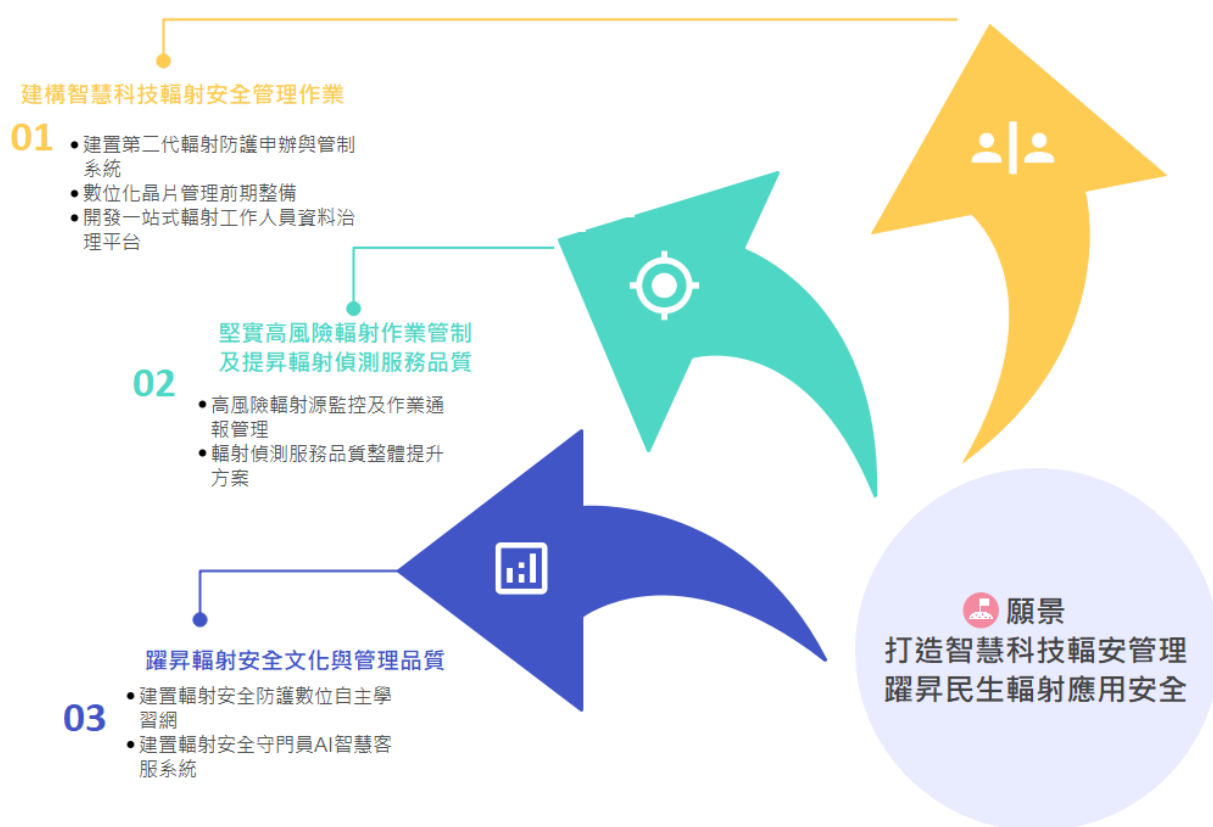 建構智慧科技輻射安全管理作業
01
•建置第二代輻射防護申辦與管制
系統
•數位化晶片管理前期整備
•開發一站式輻射工作人員資料治
理平台
堅實高風險輻射作業管制
及提昇輻射偵測服務品質
02
•高風險輻射源監控及作業通
報管理
•輻射偵測服務品質整體提升
方案
躍昇輻射安全文化與管理品質
03
•建置輻射安全防護數位自主學
習網
•建置輻射安全守門員AI智慧客
服系統
願景
打造智慧科技輻安管理
躍昇民生輻射應用安全